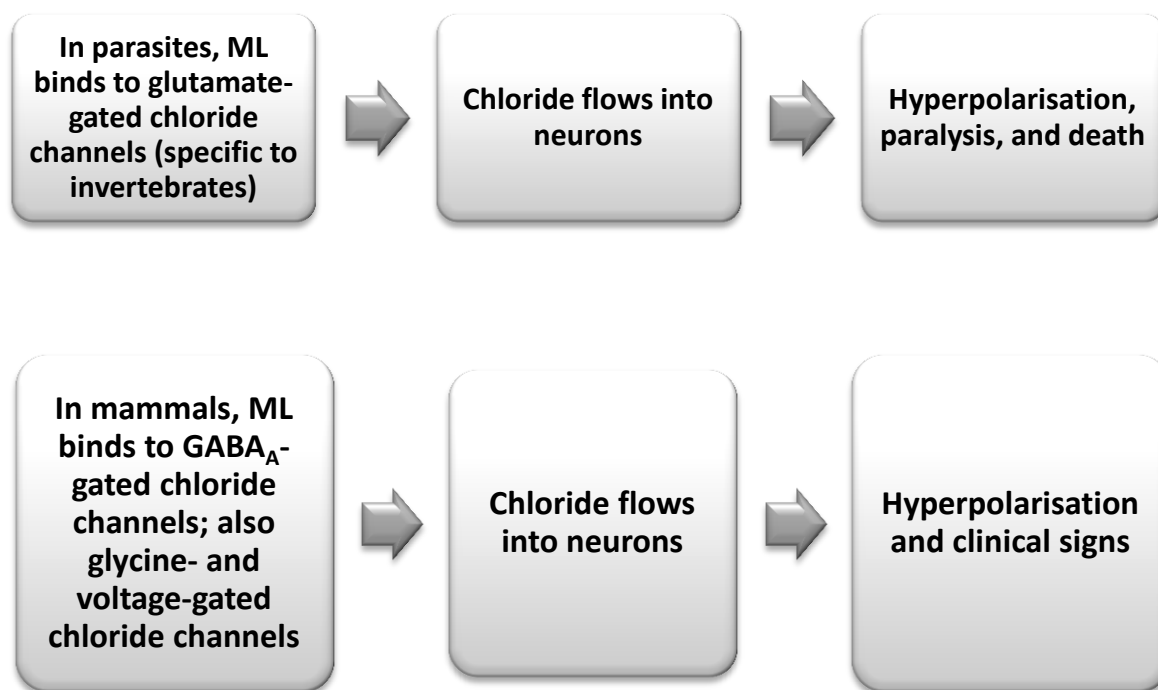 In parasites, ML
binds to glutamate-
gated chloride
channels (specific to
invertebrates)
Chloride flows into
neurons
Hyperpolarisation,
paralysis, and death
In mammals, ML
binds to GABAA-
gated chloride
channels; also
glycine- and
voltage-gated
chloride channels
Chloride flows
into neurons
Hyperpolarisation
and clinical signs